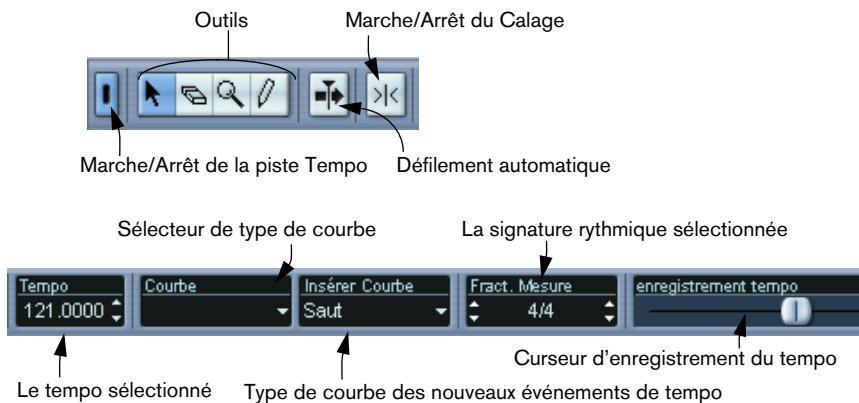 Outils
Marche/Arrêt du Calage
Marche/Arrêt de la piste Tempo
Défilement automatique
Sélecteur de type de courbe
La signature rythmique sélectionnée
Tempo
Courbe
Insérer Courbe
Fract. Mesure
enregistrement tempo
121.0000
Saut
4/4
Curseur d'enregistrement du tempo
Le tempo sélectionné
Type de courbe des nouveaux événements de tempo